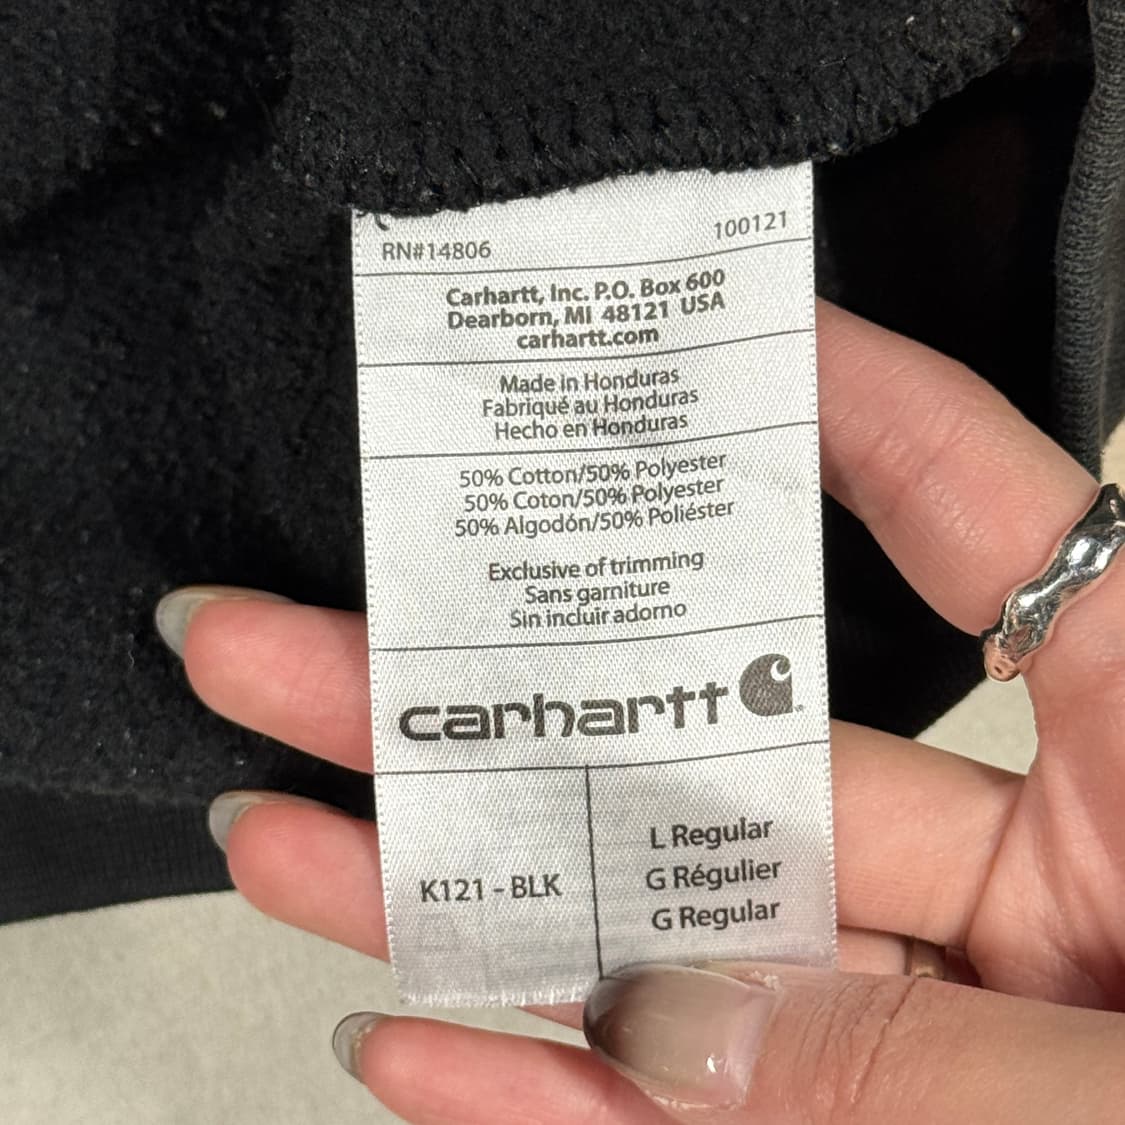 RN#14806 100121
Carhartt, Inc. P.O. Box 600
Dearborn, MI 48121 USA
carhartt.com
Made in Honduras
Fabriqué au Honduras
Hecho en Honduras
50% Cotton/50% Polyester
50% Coton/50% Polyester
50% Algodón/50% Poliéster
Exclusive of trimming
Sans garniture
Sin incluir adorno
carhartt
K121 - BLK
L Regular
G Régulier
G Regular